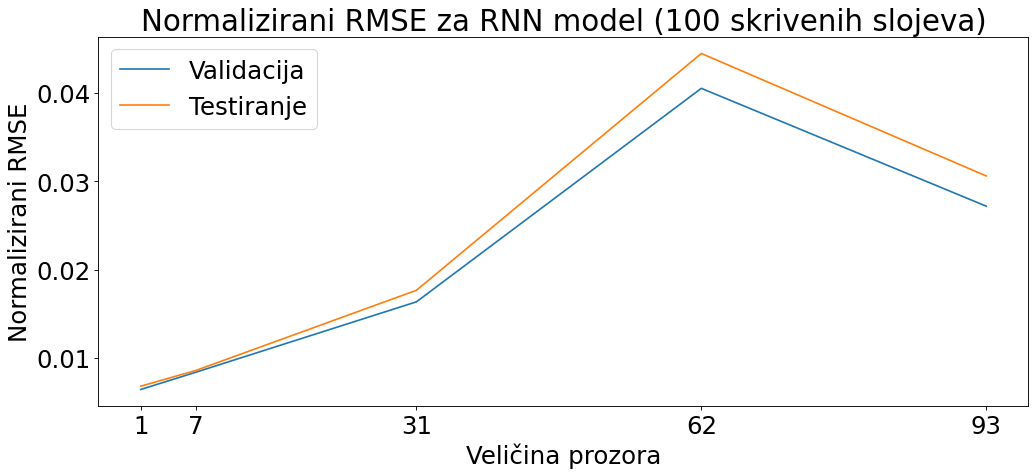 Normalizirani RMSE za RNN model (100 skrivenih slojeva)
Validacija
Testiranje
Normalizirani RMSE
0.04
0.03
0.02
0.01
1 7 31 62 93
Veličina prozora